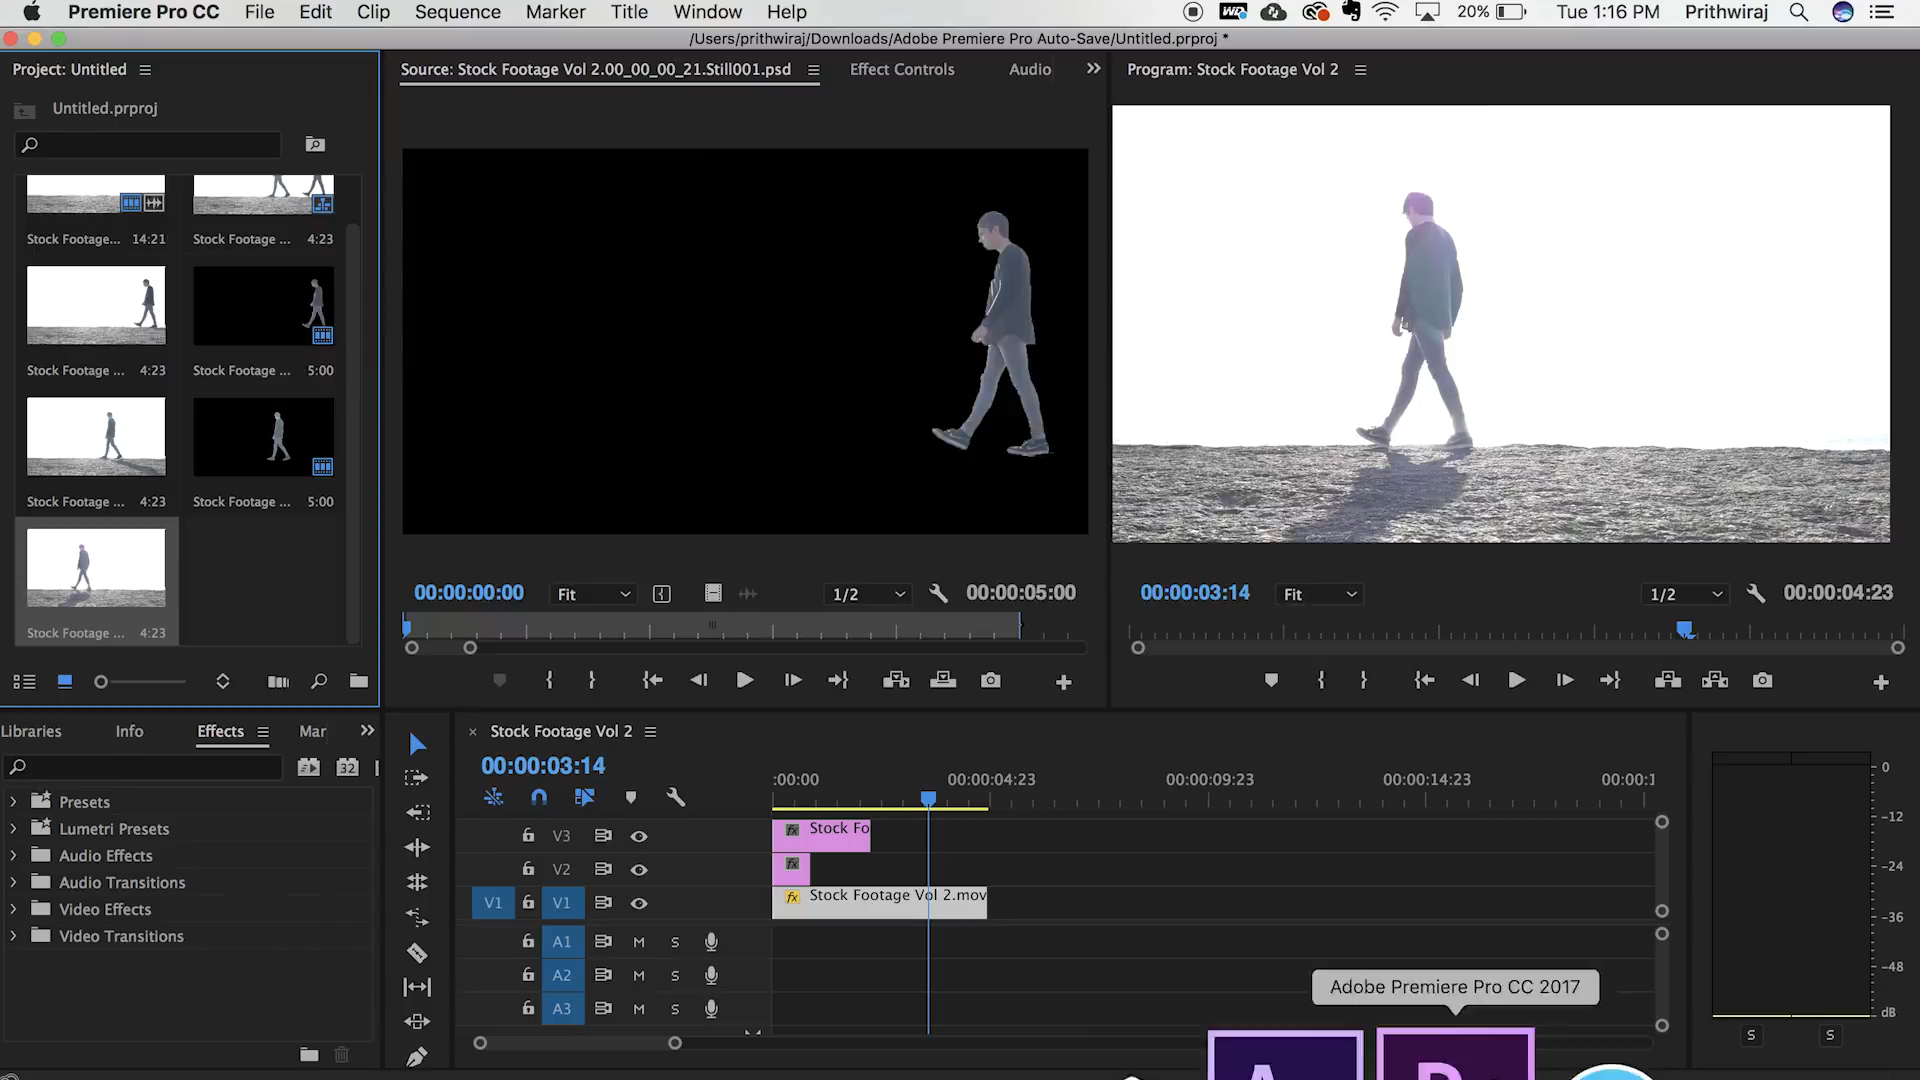 Premiere Pro CC File Edit Clip Sequence Marker Title Window Help 20% Tue 1:16 PM Prithwiraj
/Users/prithwiraj/Downloads/Adobe Premiere Pro Auto-Save/Untitled.prproj *
Project: Untitled
Source: Stock Footage Vol 2.00_00_00_21.Still001.psd Effect Controls Audio
Program: Stock Footage Vol 2
Untitled.prproj
Stock Footage... 14:21
Stock Footage ... 4:23
Stock Footage ... 4:23
Stock Footage ... 5:00
Stock Footage ... 4:23
Stock Footage ... 5:00
Stock Footage ... 4:23
00:00:00:00 Fit 1/2 00:00:05:00
00:00:03:14 Fit 1/2 00:00:04:23
Libraries Info Effects Mar
32
Presets
Lumetri Presets
Audio Effects
Audio Transitions
Video Effects
Video Transitions
× Stock Footage Vol 2
00:00:03:14
:00:00 00:00:04:23 00:00:09:23 00:00:14:23 00:00:1
V3 fx Stock Fo
V2 fx
V1 V1 fx Stock Footage Vol 2.mov
A1 M S
A2 M S
A3 M S
Adobe Premiere Pro CC 2017
0
-12
-24
-36
-48
dB
S S